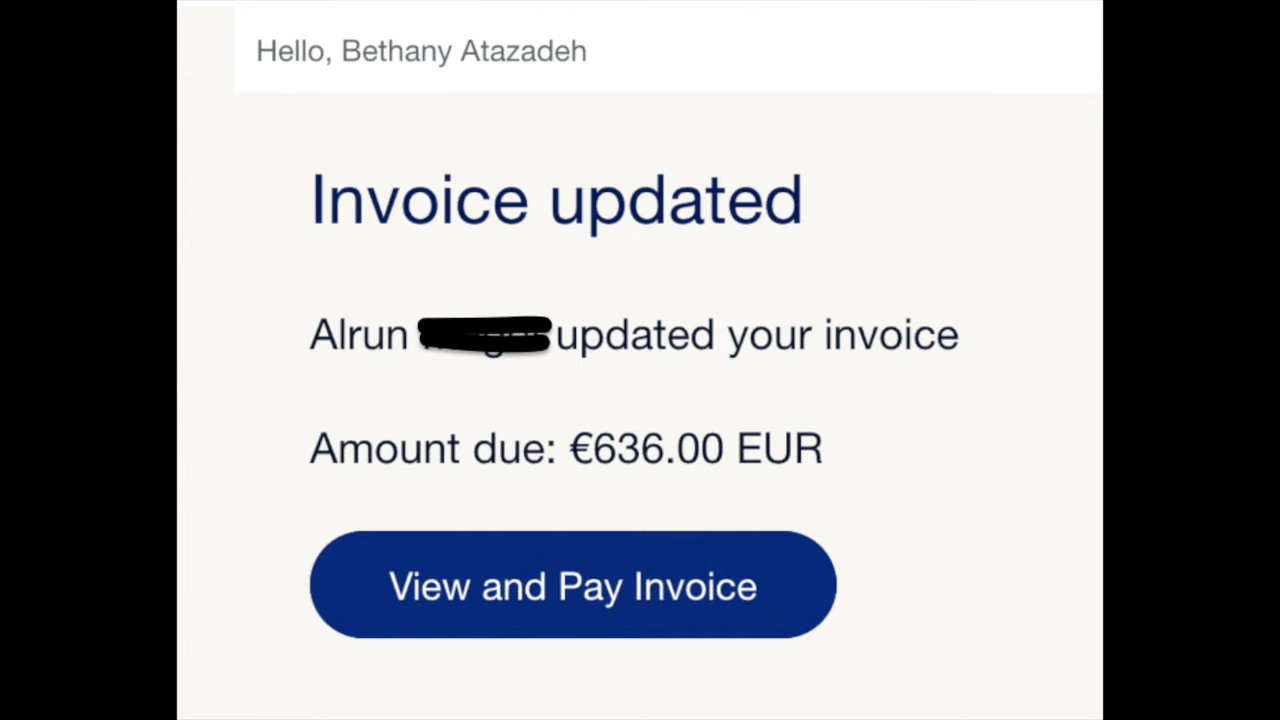 Hello, Bethany Atazadeh
Invoice updated
Alrun updated your invoice
Amount due: €636.00 EUR
View and Pay Invoice